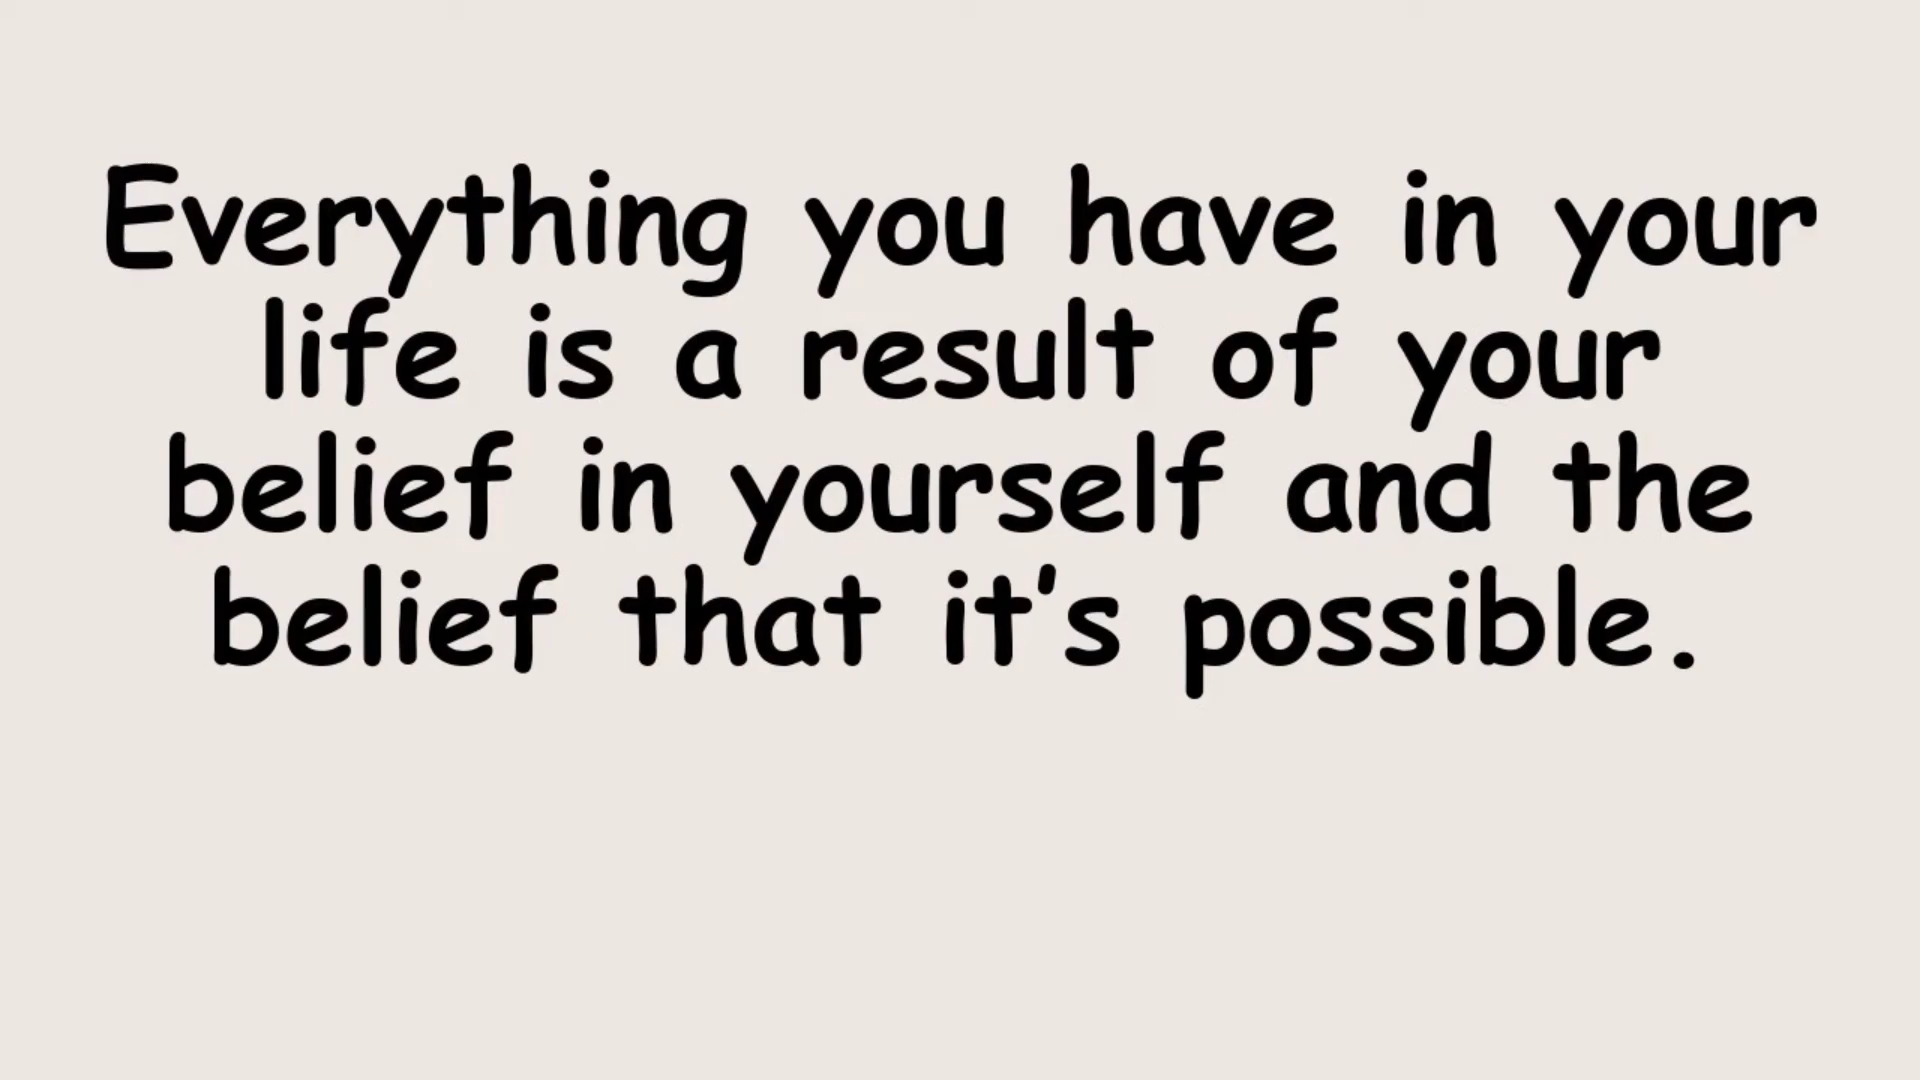 Everything you have in your
life is a result of your
belief in yourself and the
belief that it's possible.